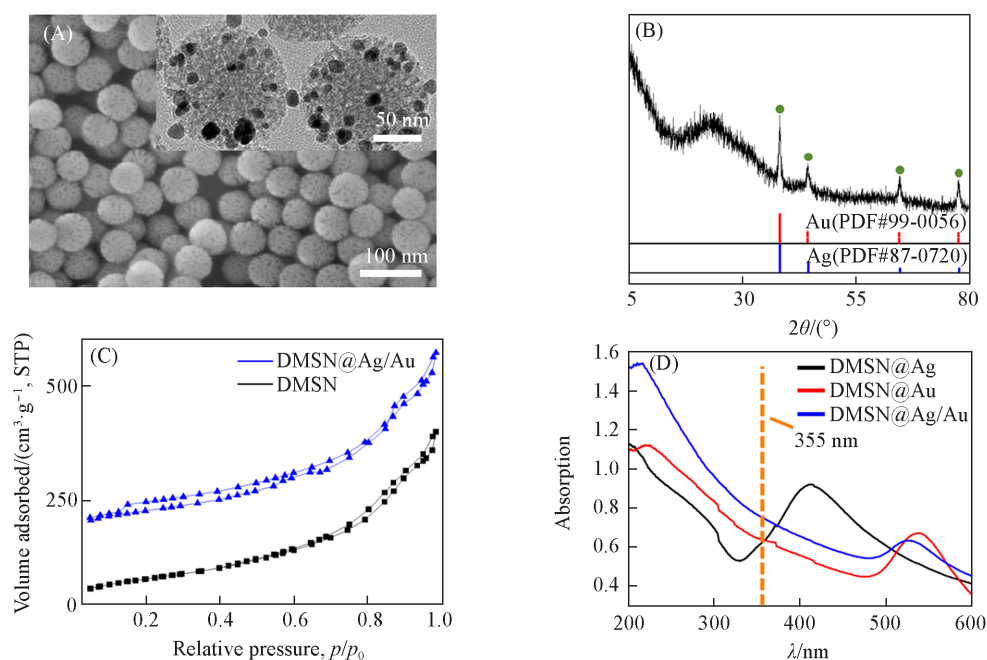 (A)
50 nm
100 nm
(B)
Au(PDF#99-0056)
Ag(PDF#87-0720)
5
30
55
80
2θ/(°)
(C)
DMSN@Ag/Au
DMSN
500
250
0
0.2
0.4
0.6
0.8
1.0
Volume adsorbed/(cm³·g⁻¹, STP)
Relative pressure, p/p₀
(D)
DMSN@Ag
DMSN@Au
DMSN@Ag/Au
355 nm
1.6
1.4
1.2
1.0
0.8
0.6
0.4
200
300
400
500
600
Absorption
λ/nm